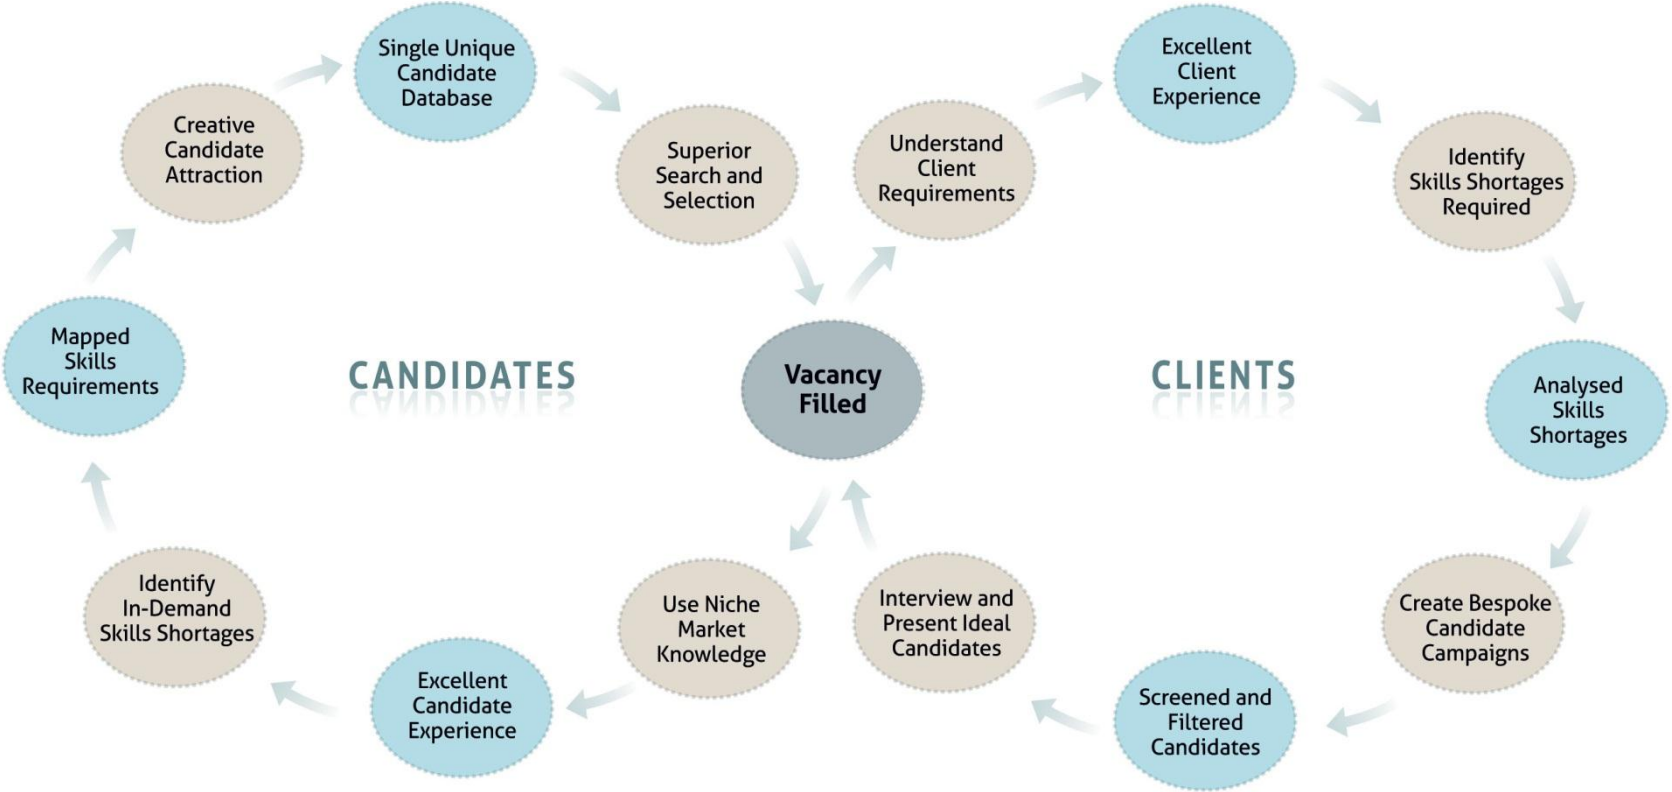 Single Unique
Candidate
Database
Excellent
Client
Experience
Creative
Candidate
Attraction
Superior
Search and
Selection
Understand
Client
Requirements
Identify
Skills Shortages
Required
Mapped
Skills
Requirements
CANDIDATES
Vacancy
Filled
CLIENTS
Analysed
Skills
Shortages
Identify
In-Demand
Skills Shortages
Use Niche
Market
Knowledge
Interview and
Present Ideal
Candidates
Create Bespoke
Candidate
Campaigns
Excellent
Candidate
Experience
Screened and
Filtered
Candidates